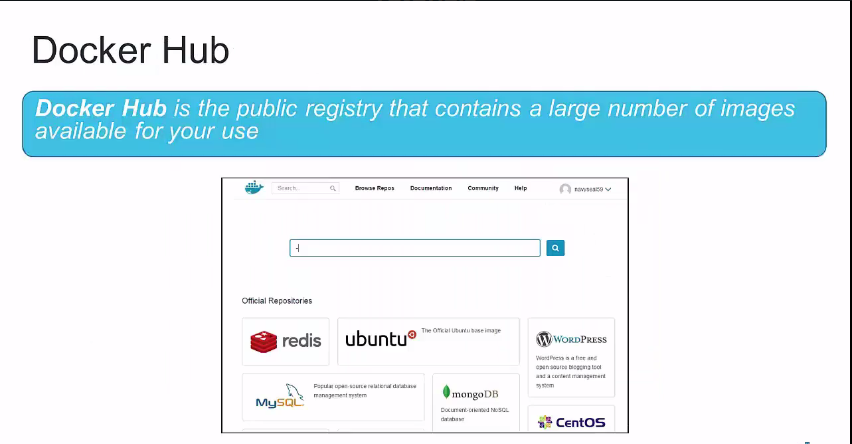 Docker Hub
Docker Hub is the public registry that contains a large number of images
available for your use
Search..
Browse Repos
Documentation
Community
Help
Official Repositories
redis
ubuntu
The Official Ubuntu base image
WORDPRESS
WordPress is a free and
open source blogging tool
and a content management
system
MySQL
Popular open-source relational database
management system
mongoDB
Document-oriented NoSQL
database
CentOS